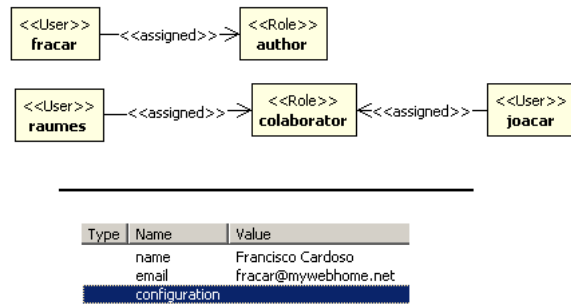 <<User>>
fracar
<<assigned>>
<<Role>>
author
<<User>>
raumes
<<assigned>>
<<Role>>
colaborator
<<assigned>>
<<User>>
joacar
Type Name Value
name Francisco Cardoso
email fracar@mywebhome.net
configuration